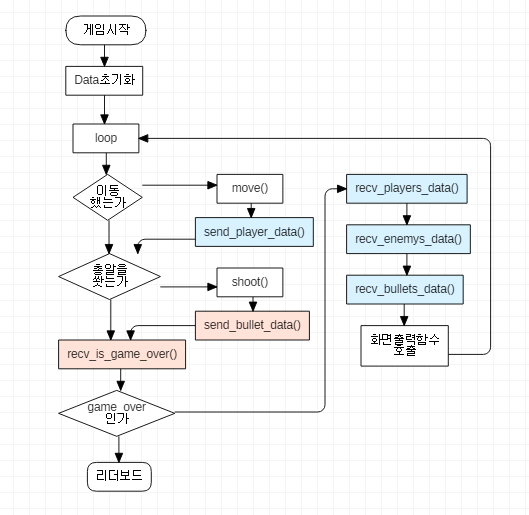 게임시작
Data초기화
loop
이동
했는가
move()
send_player_data()
총알을
쐇는가
shoot()
send_bullet_data()
recv_is_game_over()
game_over
인가
리더보드
recv_players_data()
recv_enemys_data()
recv_bullets_data()
화면출력함수
호출